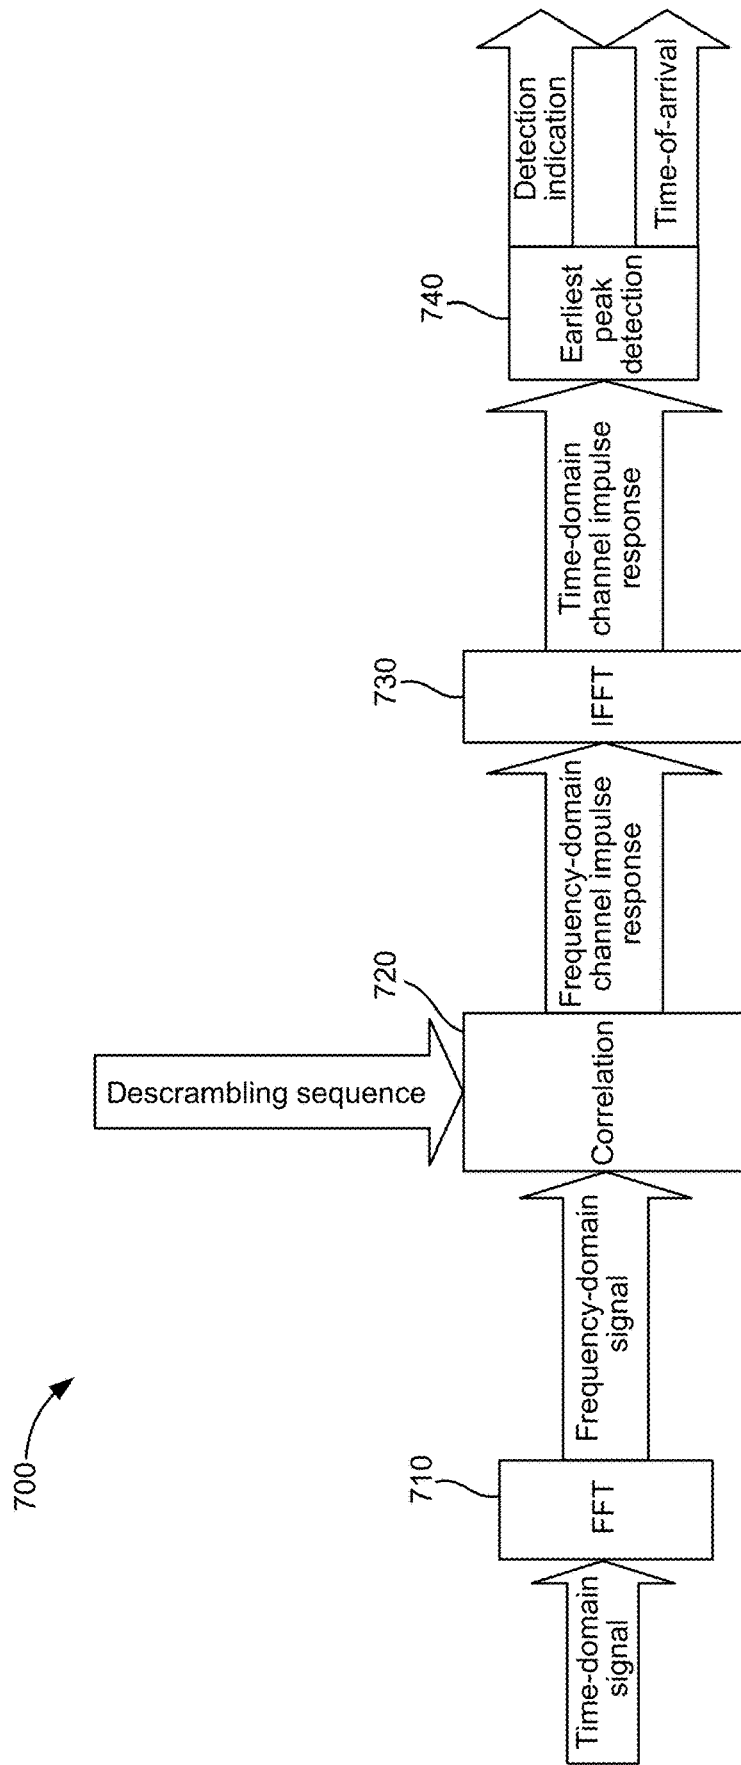 700
Time-domain
signal
710
FFT
Frequency-domain
signal
Descrambling sequence
720
Correlation
Frequency-domain
channel impulse
response
730
IFFT
Time-domain
channel impulse
response
740
Earliest
peak
detection
Detection
indication
Time-of-arrival